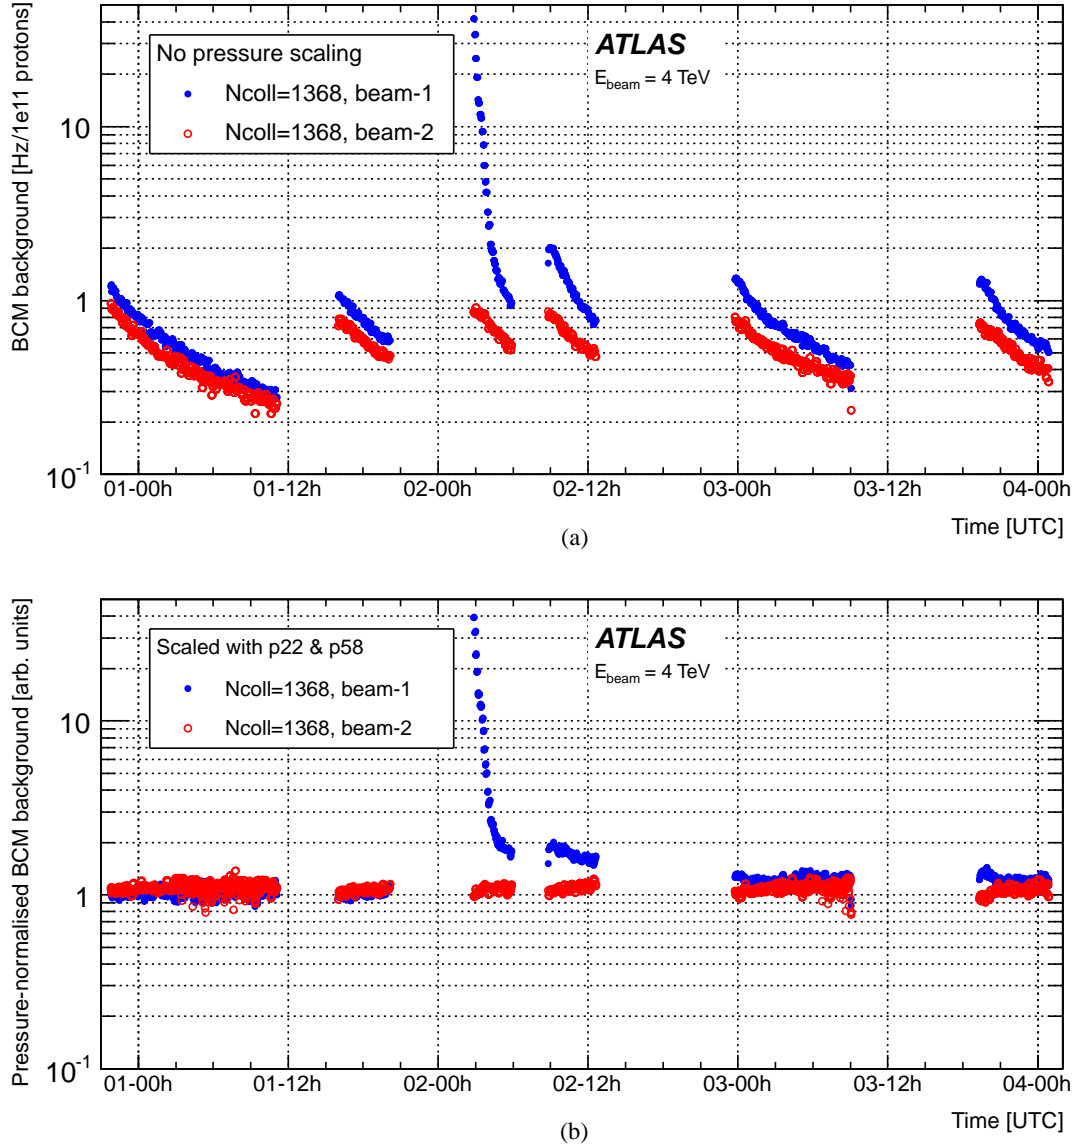 BCM background [Hz/1e11 protons]
No pressure scaling
Ncoll=1368, beam-1
Ncoll=1368, beam-2
ATLAS
E_beam = 4 TeV
10
1
10^-1
01-00h 01-12h 02-00h 02-12h 03-00h 03-12h 04-00h
Time [UTC]
(a)
Pressure-normalised BCM background [arb. units]
Scaled with p22 & p58
Ncoll=1368, beam-1
Ncoll=1368, beam-2
ATLAS
E_beam = 4 TeV
10
1
10^-1
01-00h 01-12h 02-00h 02-12h 03-00h 03-12h 04-00h
Time [UTC]
(b)